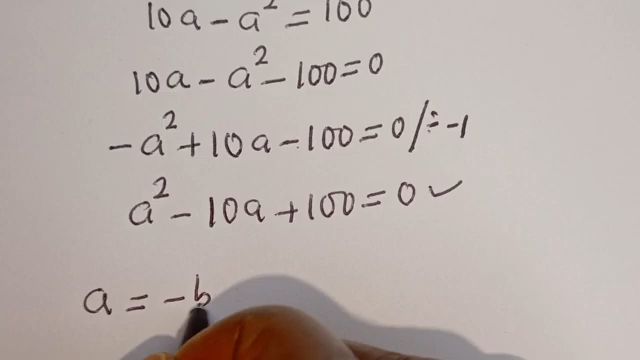 10a - a² = 100
10a - a² - 100 = 0
-a² + 10a - 100 = 0 /÷ -1
a² - 10a + 100 = 0 ✓
a = -b